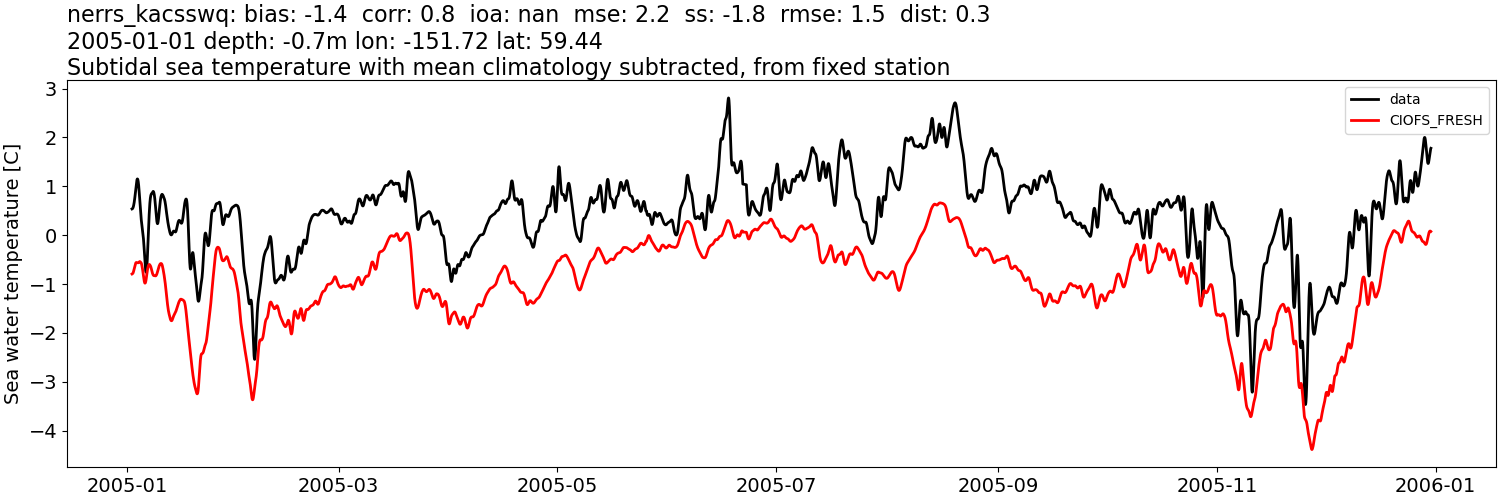 nerrs_kacsswq: bias: -1.4 corr: 0.8 ioa: nan mse: 2.2 ss: -1.8 rmse: 1.5 dist: 0.3
2005-01-01 depth: -0.7m lon: -151.72 lat: 59.44
Subtidal sea temperature with mean climatology subtracted, from fixed station
data
CIOFS_FRESH
Sea water temperature [C]
3
2
1
0
−1
−2
−3
−4
2005-01 2005-03 2005-05 2005-07 2005-09 2005-11 2006-01